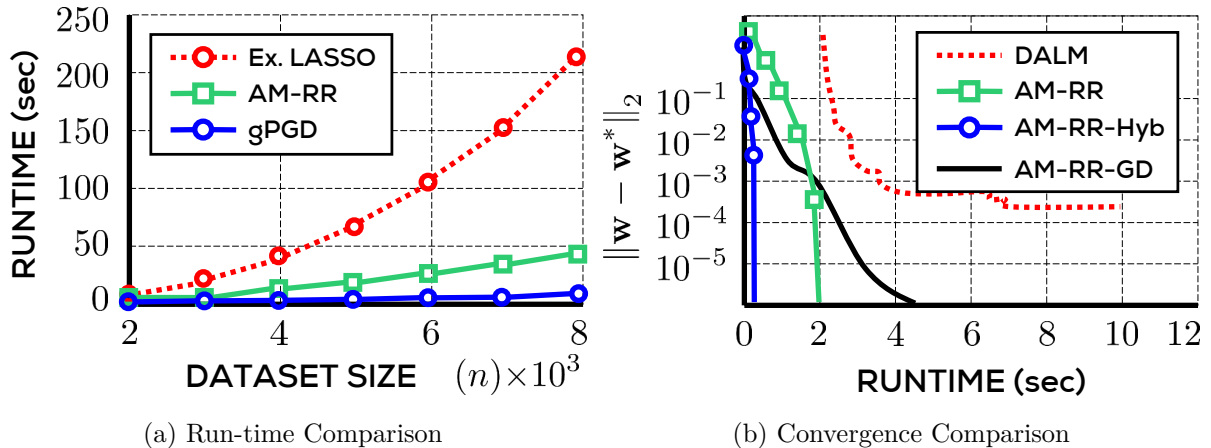 250
200
150
100
50
0
RUNTIME (sec)
Ex. LASSO
AM-RR
gPGD
2 4 6 8
DATASET SIZE (n)×10³
(a) Run-time Comparison
‖w − w*‖₂
10⁻¹
10⁻²
10⁻³
10⁻⁴
10⁻⁵
DALM
AM-RR
AM-RR-Hyb
AM-RR-GD
0 2 4 6 8 10 12
RUNTIME (sec)
(b) Convergence Comparison